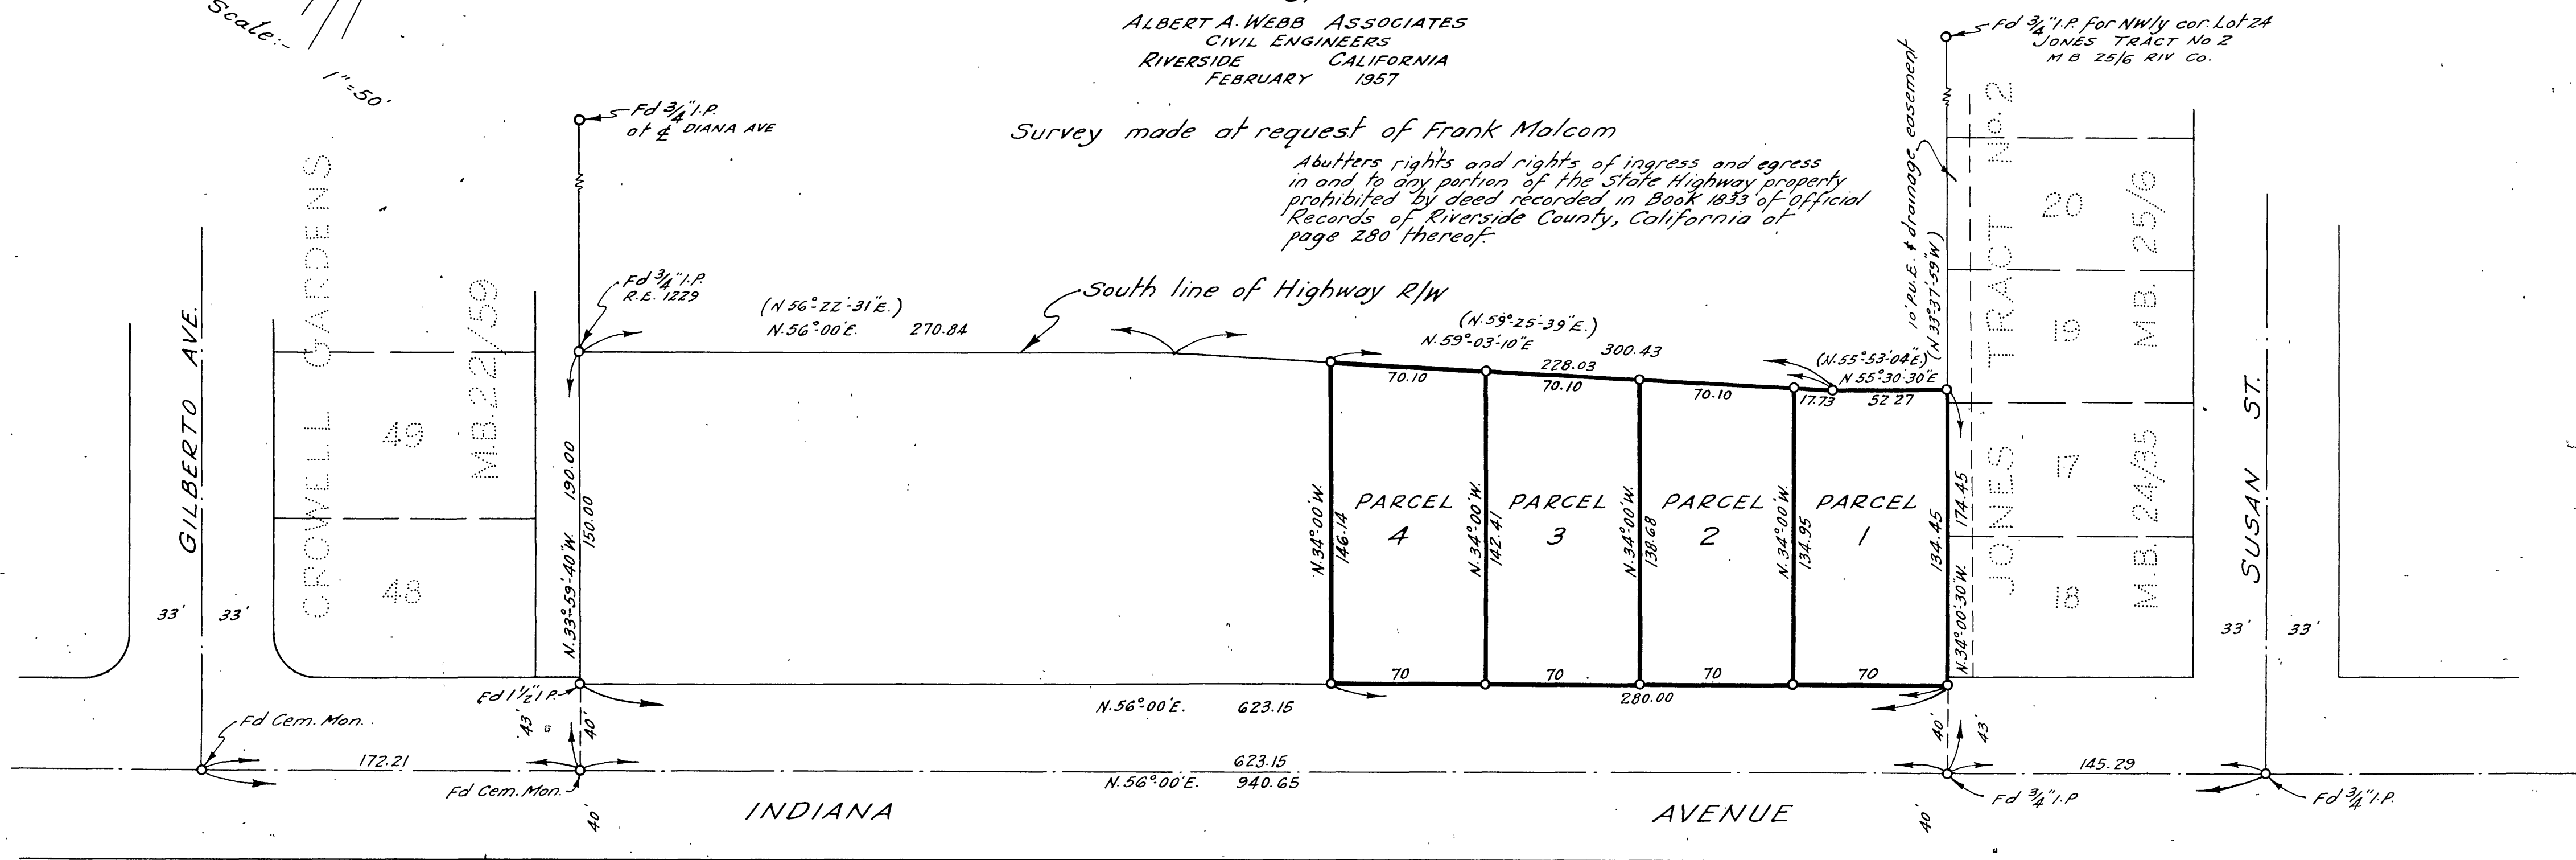 Scale:-
1"=50'
ALBERT A. WEBB ASSOCIATES
CIVIL ENGINEERS
RIVERSIDE CALIFORNIA
FEBRUARY 1957
Survey made at request of Frank Malcom
Abutters rights and rights of ingress and egress
in and to any portion of the State Highway property
prohibited by deed recorded in Book 1833 of Official
Records of Riverside County, California at
page 280 thereof.
Fd 3/4" I.P. for NW'ly cor. Lot 24
JONES TRACT No 2
M B 25/6 RIV CO.
Fd 3/4" I.P.
at ℄ DIANA AVE
Fd 3/4" I.P.
R.E. 1229
(N 56°-22'-31"E.)
N.56°-00'E. 270.84
South line of Highway R/W
(N.59°-25'-39"E.)
N.59°-03'-10"E 300.43
228.03
70.10
70.10
70.10
17.73
52.27
(N.55°-53'-04"E.)
N 55°-30'-30"E
10' P.U.E. & drainage easement
(N 33°-37'-59"W)
GILBERTO AVE.
33' 33'
CROWELL GARDENS
M.B. 22/59
49
48
N.33°-59'-40"W. 190.00
150.00
N.34°-00'W.
146.14
PARCEL
4
N.34°-00'W.
142.41
PARCEL
3
N.34°-00'W.
138.68
PARCEL
2
N.34°-00'W.
134.95
PARCEL
1
134.45
N.34°-00'-30"W. 174.45
JONES TRACT No. 2
20
19
17
18
M.B. 25/6
M.B. 24/85
SUSAN ST.
33' 33'
70
70
70
70
280.00
Fd 1 1/2" I.P.
N.56°-00'E. 623.15
43'
40'
40'
43'
Fd Cem. Mon.
172.21
623.15
N.56°-00'E. 940.65
145.29
Fd Cem. Mon.
40'
INDIANA AVENUE
40'
Fd 3/4" I.P
Fd 3/4" I.P.